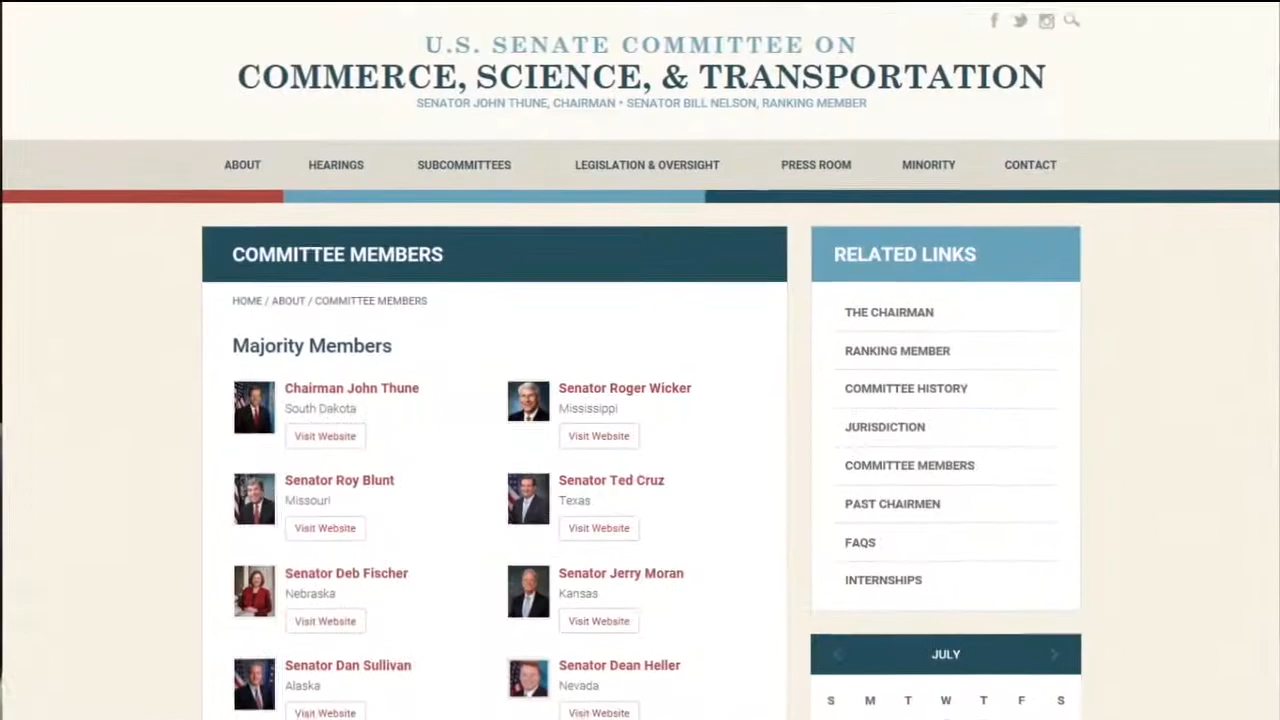 U.S. SENATE COMMITTEE ON
COMMERCE, SCIENCE, & TRANSPORTATION
SENATOR JOHN THUNE, CHAIRMAN • SENATOR BILL NELSON, RANKING MEMBER
ABOUT HEARINGS SUBCOMMITTEES LEGISLATION & OVERSIGHT PRESS ROOM MINORITY CONTACT
COMMITTEE MEMBERS
HOME / ABOUT / COMMITTEE MEMBERS
Majority Members
Chairman John Thune
South Dakota
Visit Website
Senator Roger Wicker
Mississippi
Visit Website
Senator Roy Blunt
Missouri
Visit Website
Senator Ted Cruz
Texas
Visit Website
Senator Deb Fischer
Nebraska
Visit Website
Senator Jerry Moran
Kansas
Visit Website
Senator Dan Sullivan
Alaska
Visit Website
Senator Dean Heller
Nevada
Visit Website
RELATED LINKS
THE CHAIRMAN
RANKING MEMBER
COMMITTEE HISTORY
JURISDICTION
COMMITTEE MEMBERS
PAST CHAIRMEN
FAQS
INTERNSHIPS
JULY
S M T W T F S